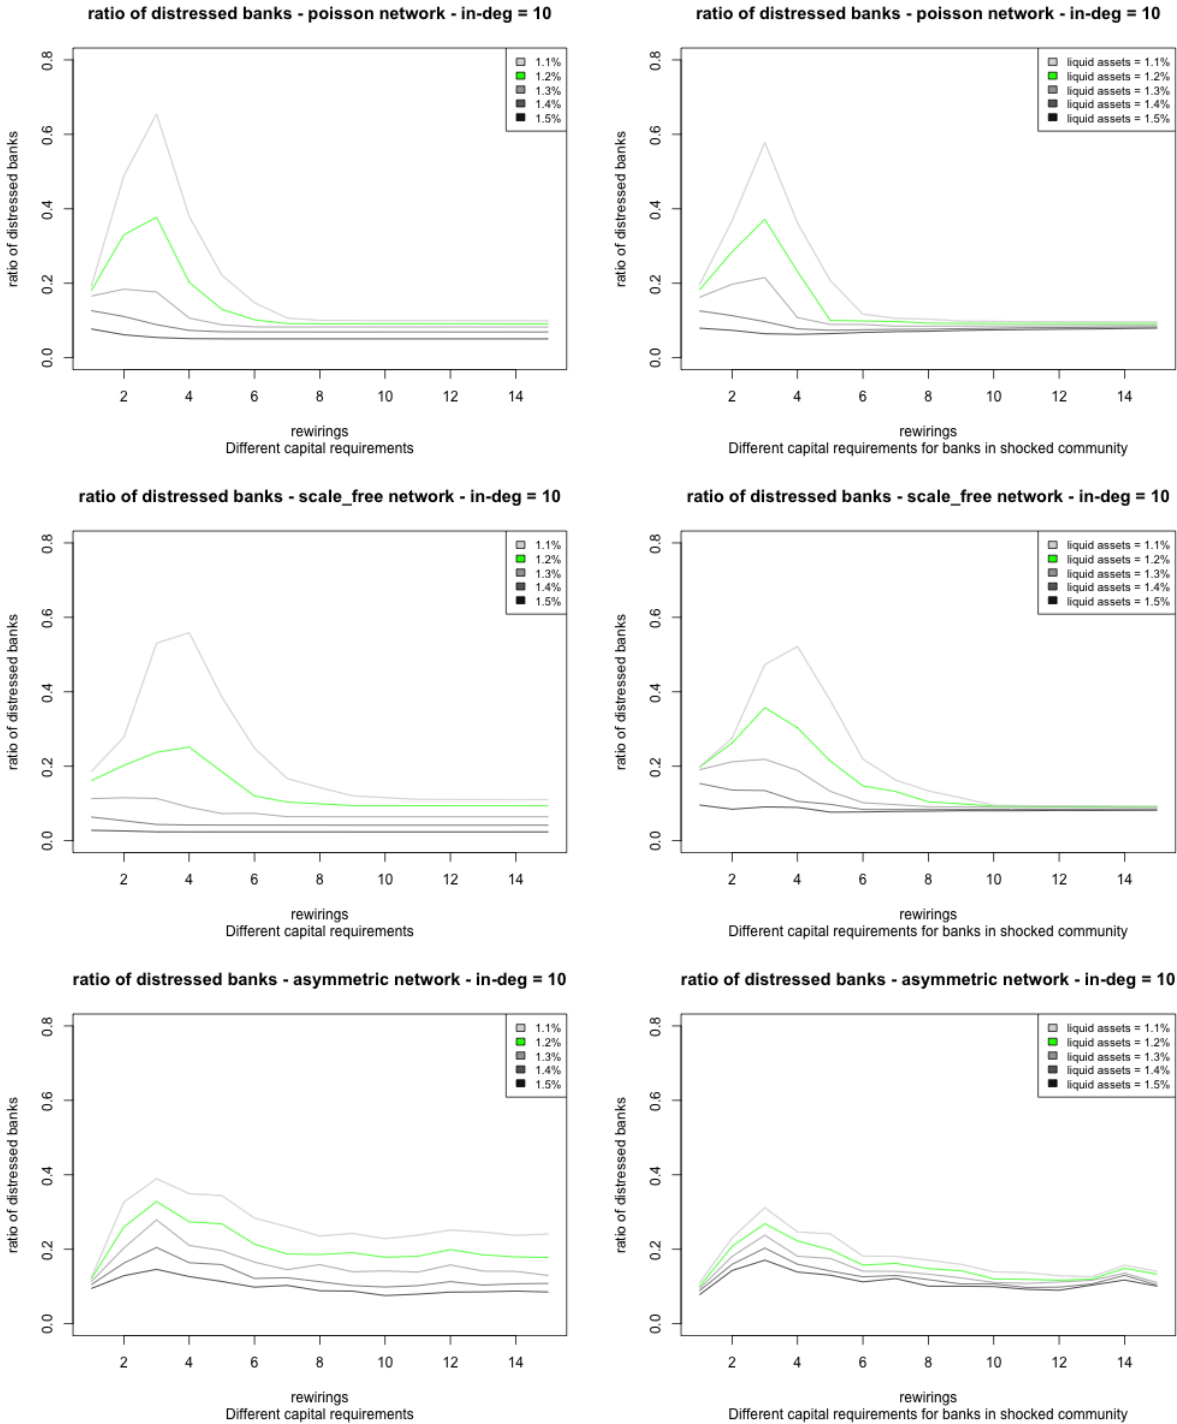 ratio of distressed banks - poisson network - in-deg = 10
0.8
0.6
0.4
0.2
0.0
ratio of distressed banks
1.1%
1.2%
1.3%
1.4%
1.5%
2 4 6 8 10 12 14
rewirings
Different capital requirements
ratio of distressed banks - poisson network - in-deg = 10
0.8
0.6
0.4
0.2
0.0
ratio of distressed banks
liquid assets = 1.1%
liquid assets = 1.2%
liquid assets = 1.3%
liquid assets = 1.4%
liquid assets = 1.5%
2 4 6 8 10 12 14
rewirings
Different capital requirements for banks in shocked community
ratio of distressed banks - scale_free network - in-deg = 10
0.8
0.6
0.4
0.2
0.0
ratio of distressed banks
1.1%
1.2%
1.3%
1.4%
1.5%
2 4 6 8 10 12 14
rewirings
Different capital requirements
ratio of distressed banks - scale_free network - in-deg = 10
0.8
0.6
0.4
0.2
0.0
ratio of distressed banks
liquid assets = 1.1%
liquid assets = 1.2%
liquid assets = 1.3%
liquid assets = 1.4%
liquid assets = 1.5%
2 4 6 8 10 12 14
rewirings
Different capital requirements for banks in shocked community
ratio of distressed banks - asymmetric network - in-deg = 10
0.8
0.6
0.4
0.2
0.0
ratio of distressed banks
1.1%
1.2%
1.3%
1.4%
1.5%
2 4 6 8 10 12 14
rewirings
Different capital requirements
ratio of distressed banks - asymmetric network - in-deg = 10
0.8
0.6
0.4
0.2
0.0
ratio of distressed banks
liquid assets = 1.1%
liquid assets = 1.2%
liquid assets = 1.3%
liquid assets = 1.4%
liquid assets = 1.5%
2 4 6 8 10 12 14
rewirings
Different capital requirements for banks in shocked community